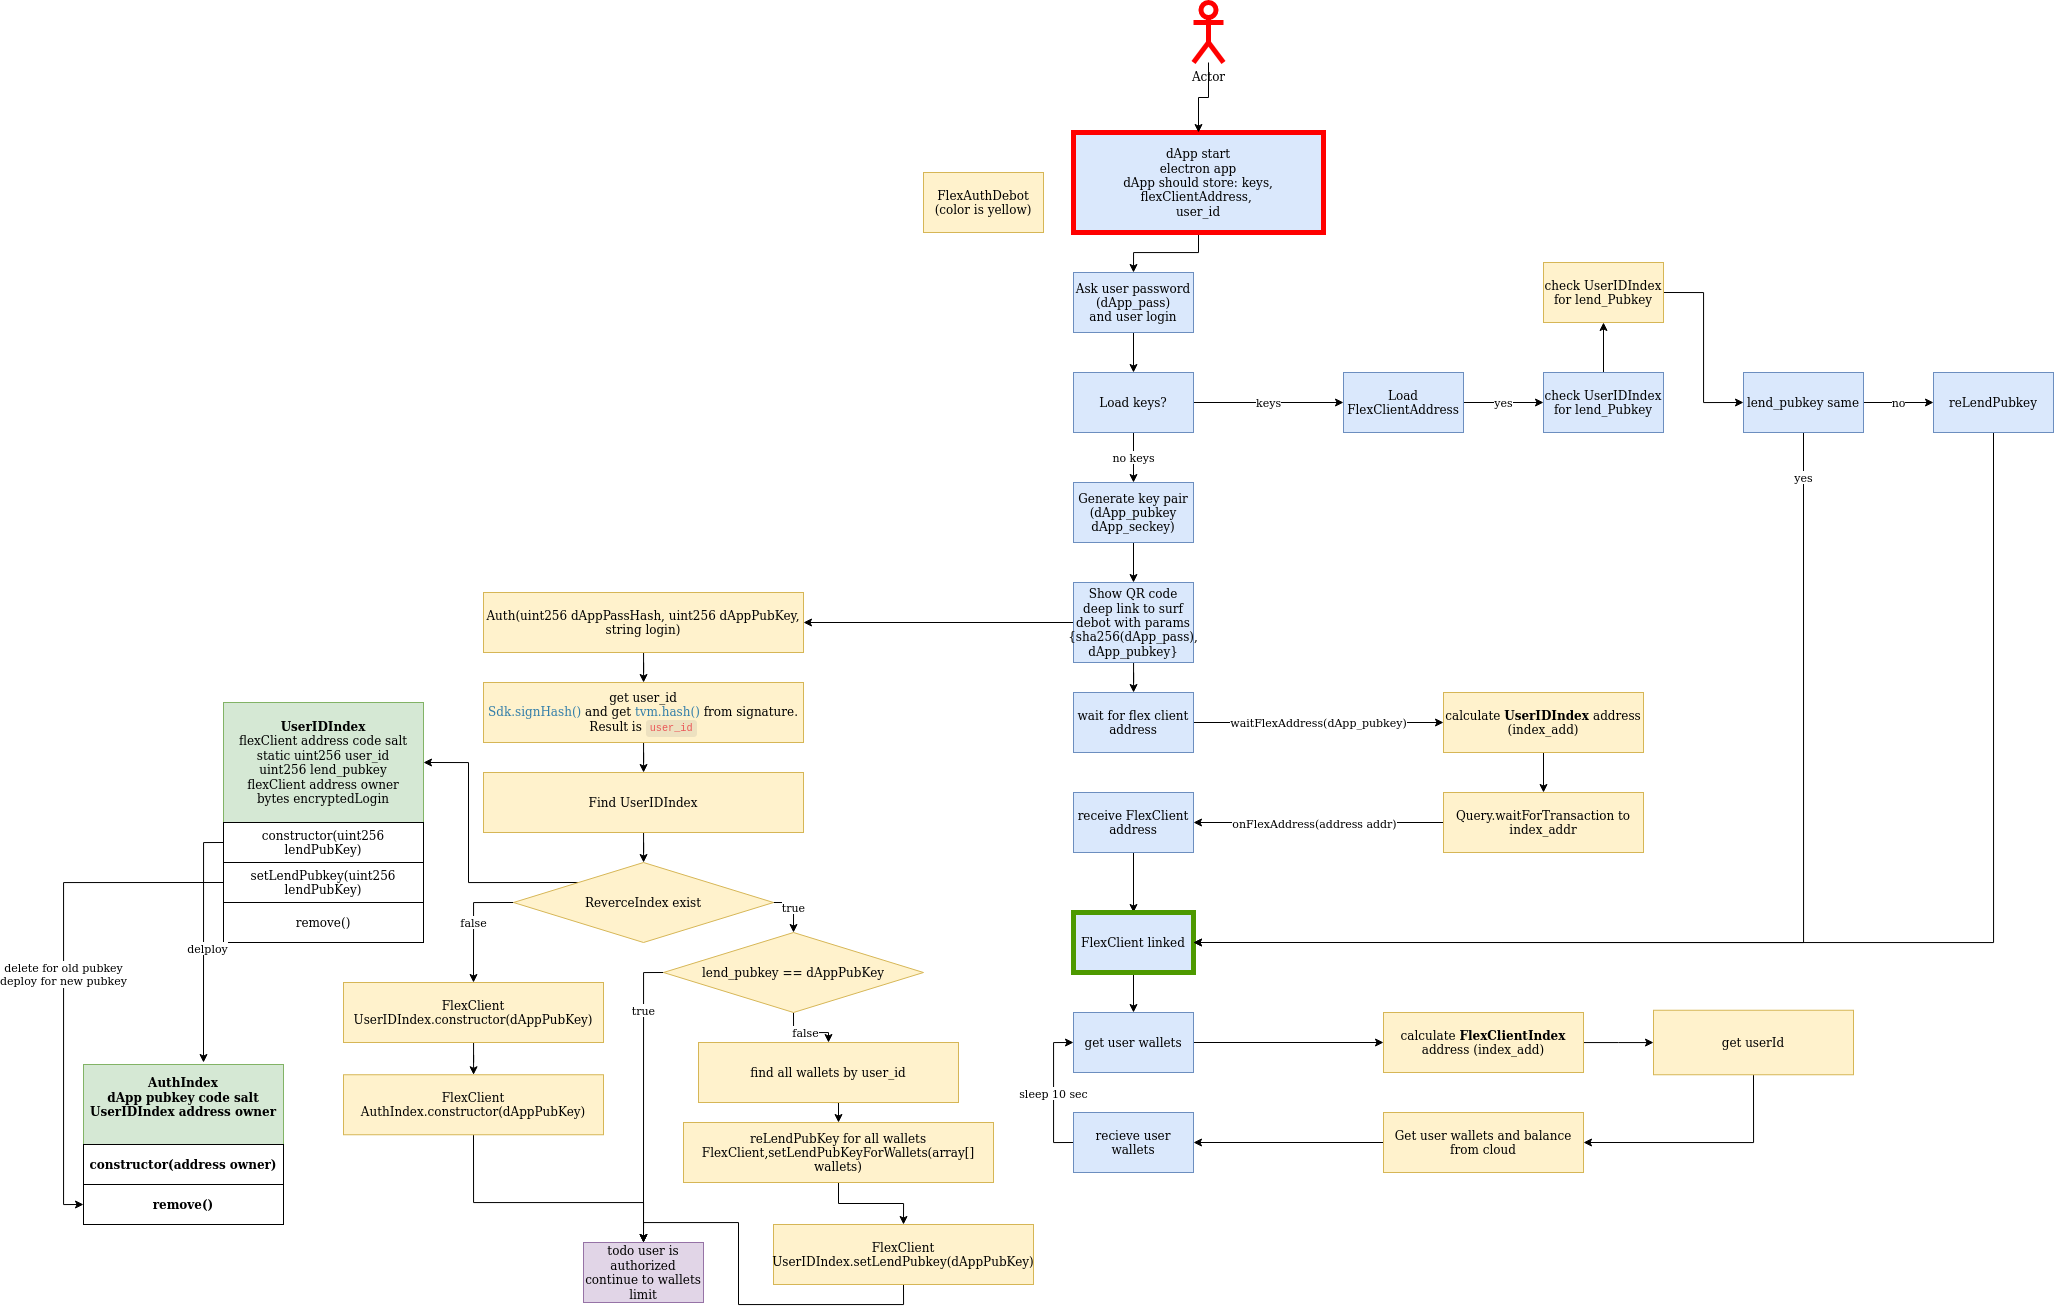 Actor
dApp start
electron app
dApp should store: keys,
flexClientAddress,
user_id
FlexAuthDebot
(color is yellow)
Ask user password
(dApp_pass)
and user login
check UserIDIndex
for lend_Pubkey
Load keys?
keys
Load
FlexClientAddress
yes
check UserIDIndex
for lend_Pubkey
lend_pubkey same
no
reLendPubkey
no keys
yes
Generate key pair
(dApp_pubkey
dApp_seckey)
Show QR code
deep link to surf
debot with params
{sha256(dApp_pass),
dApp_pubkey}
Auth(uint256 dAppPassHash, uint256 dAppPubKey,
string login)
get user_id
Sdk.signHash() and get tvm.hash() from signature.
Result is user_id
wait for flex client
address
waitFlexAddress(dApp_pubkey)
calculate UserIDIndex address
(index_add)
UserIDIndex
flexClient address code salt
static uint256 user_id
uint256 lend_pubkey
flexClient address owner
bytes encryptedLogin
constructor(uint256
lendPubKey)
setLendPubkey(uint256
lendPubKey)
remove()
Find UserIDIndex
receive FlexClient
address
onFlexAddress(address addr)
Query.waitForTransaction to
index_addr
ReverceIndex exist
false
true
delploy
delete for old pubkey
deploy for new pubkey
lend_pubkey == dAppPubKey
true
false
FlexClient linked
FlexClient
UserIDIndex.constructor(dAppPubKey)
FlexClient
AuthIndex.constructor(dAppPubKey)
find all wallets by user_id
get user wallets
calculate FlexClientIndex
address (index_add)
get userId
sleep 10 sec
recieve user
wallets
Get user wallets and balance
from cloud
AuthIndex
dApp pubkey code salt
UserIDIndex address owner
constructor(address owner)
remove()
reLendPubKey for all wallets
FlexClient,setLendPubKeyForWallets(array[]
wallets)
FlexClient
UserIDIndex.setLendPubkey(dAppPubKey)
todo user is
authorized
continue to wallets
limit